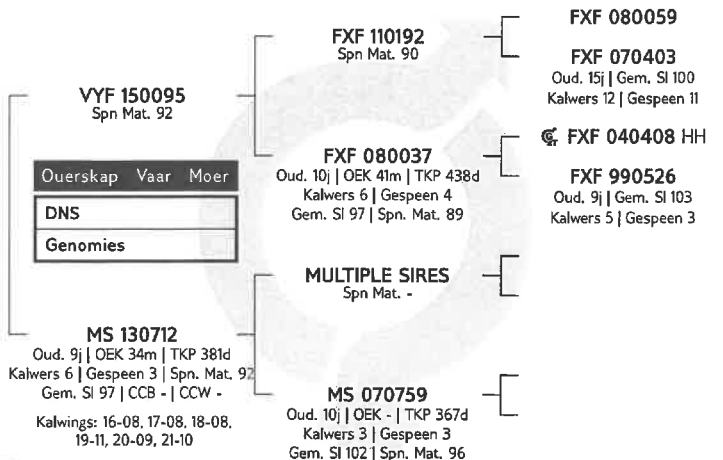 VYF 150095
Spn Mat. 92
Ouerskap Vaar Moer
DNS
Genomies
MS 130712
Oud. 9j | OEK 34m | TKP 381d
Kalwers 6 | Gespeen 3 | Spn. Mat. 92
Gem. SI 97 | CCB - | CCW -
Kalwings: 16-08, 17-08, 18-08,
19-11, 20-09, 21-10
FXF 110192
Spn Mat. 90
FXF 080037
Oud. 10j | OEK 41m | TKP 438d
Kalwers 6 | Gespeen 4
Gem. SI 97 | Spn. Mat. 89
MULTIPLE SIRES
Spn Mat. -
MS 070759
Oud. 10j | OEK - | TKP 367d
Kalwers 3 | Gespeen 3
Gem. SI 102 | Spn. Mat. 96
FXF 080059
FXF 070403
Oud. 15j | Gem. SI 100
Kalwers 12 | Gespeen 11
FXF 040408 HH
FXF 990526
Oud. 9j | Gem. SI 103
Kalwers 5 | Gespeen 3